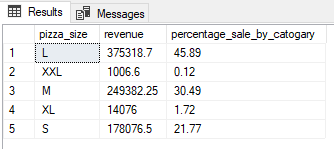 Results Messages
pizza_size revenue percentage_sale_by_catogary
1 L 375318.7 45.89
2 XXL 1006.6 0.12
3 M 249382.25 30.49
4 XL 14076 1.72
5 S 178076.5 21.77